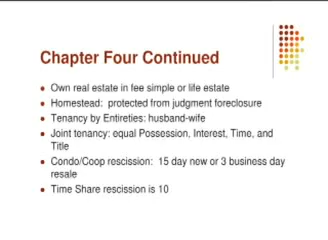 Chapter Four Continued
Own real estate in fee simple or life estate
Homestead: protected from judgment foreclosure
Tenancy by Entireties: husband-wife
Joint tenancy: equal Possession, Interest, Time, and
Title
Condo/Coop rescission: 15 day new or 3 business day
resale
Time Share rescission is 10